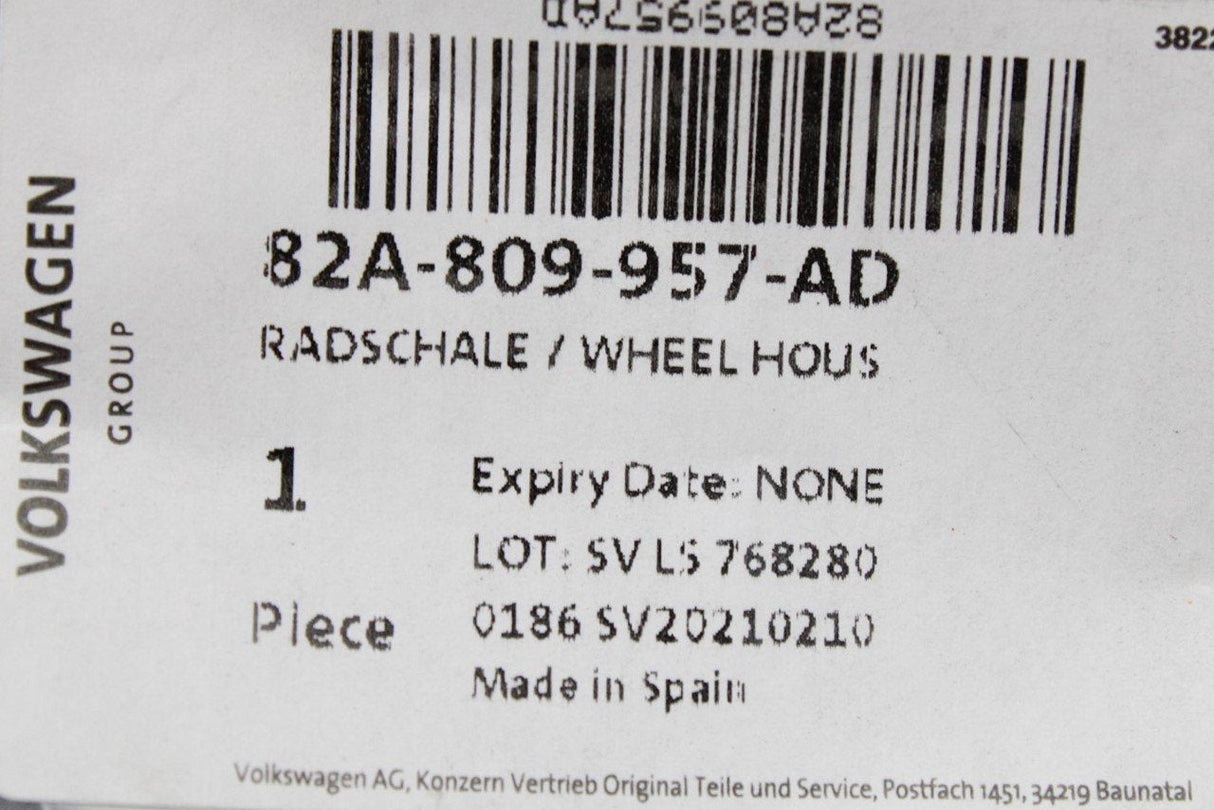 82A809957AD
3822
82A-809-957-AD
RADSCHALE / WHEEL HOUS
1
Expiry Date: NONE
LOT: SV LS 768280
Piece
0186 SV20210210
Made in Spain
VOLKSWAGEN
GROUP
Volkswagen AG, Konzern Vertrieb Original Teile und Service, Postfach 1451, 34219 Baunatal